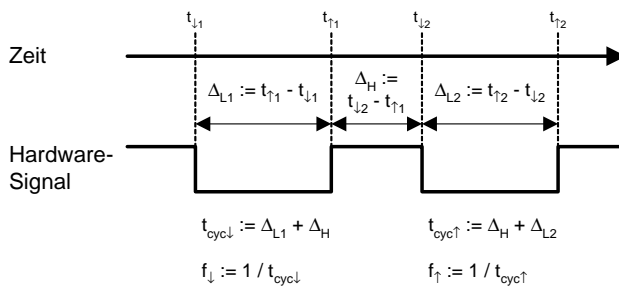 t↓1 t↑1 t↓2 t↑2
Zeit
ΔL1 := t↑1 - t↓1
ΔH :=
t↓2 - t↑1
ΔL2 := t↑2 - t↓2
Hardware-
Signal
tcyc↓ := ΔL1 + ΔH
tcyc↑ := ΔH + ΔL2
f↓ := 1 / tcyc↓
f↑ := 1 / tcyc↑